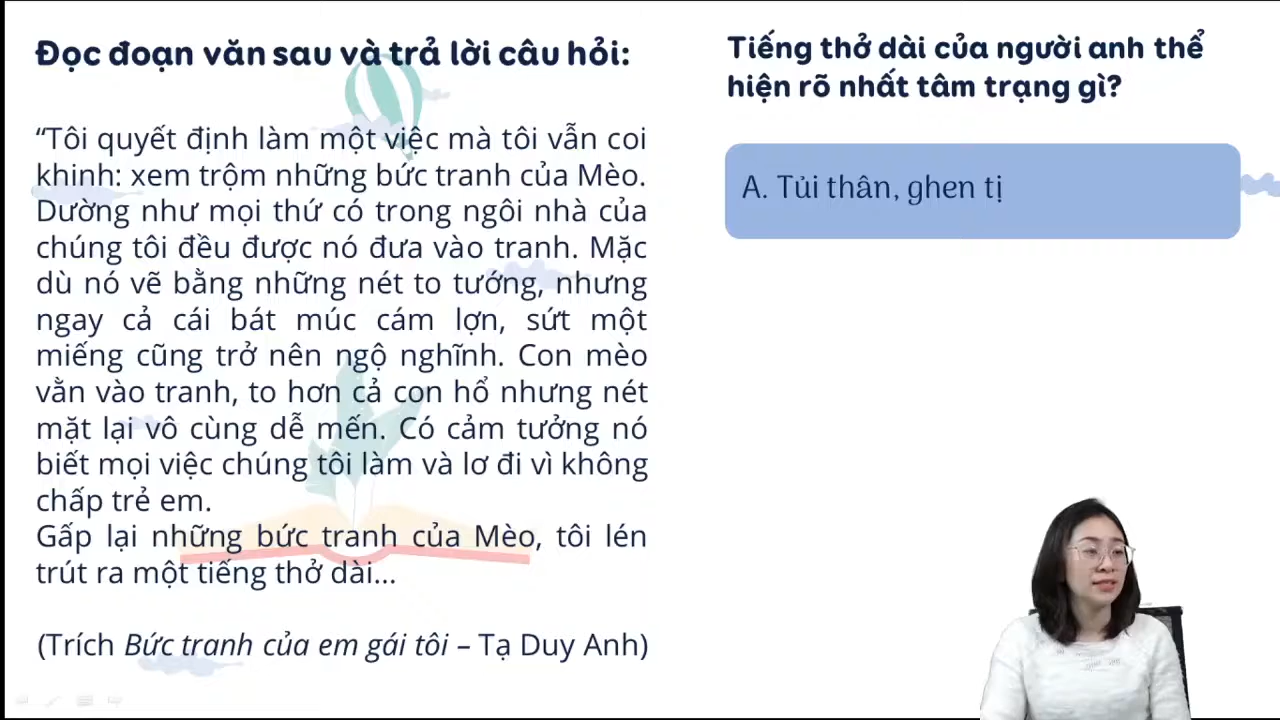 Đọc đoạn văn sau và trả lời câu hỏi:
“Tôi quyết định làm một việc mà tôi vẫn coi
khinh: xem trộm những bức tranh của Mèo.
Dường như mọi thứ có trong ngôi nhà của
chúng tôi đều được nó đưa vào tranh. Mặc
dù nó vẽ bằng những nét to tướng, nhưng
ngay cả cái bát múc cám lợn, sứt một
miếng cũng trở nên ngộ nghĩnh. Con mèo
vằn vào tranh, to hơn cả con hổ nhưng nét
mặt lại vô cùng dễ mến. Có cảm tưởng nó
biết mọi việc chúng tôi làm và lơ đi vì không
chấp trẻ em.
Gấp lại những bức tranh của Mèo, tôi lén
trút ra một tiếng thở dài...
(Trích Bức tranh của em gái tôi – Tạ Duy Anh)
Tiếng thở dài của người anh thể
hiện rõ nhất tâm trạng gì?
A. Tủi thân, ghen tị